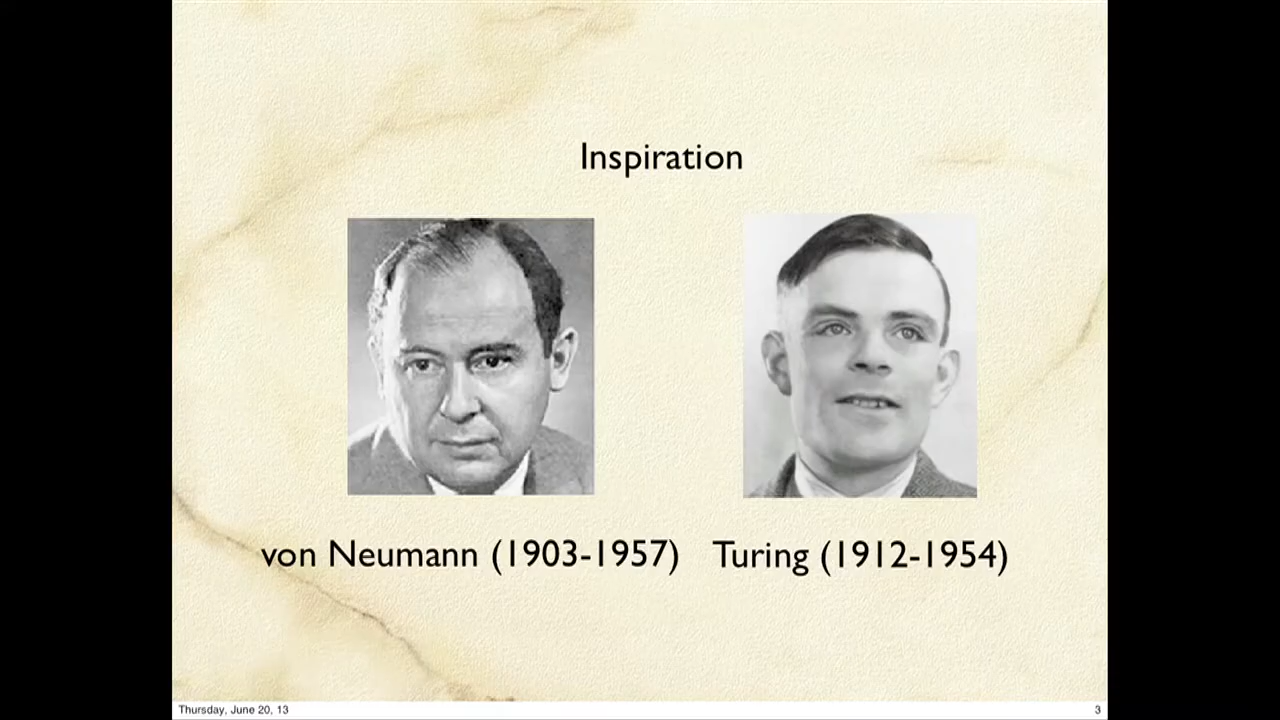 Inspiration
von Neumann (1903-1957) Turing (1912-1954)
Thursday, June 20, 13 3